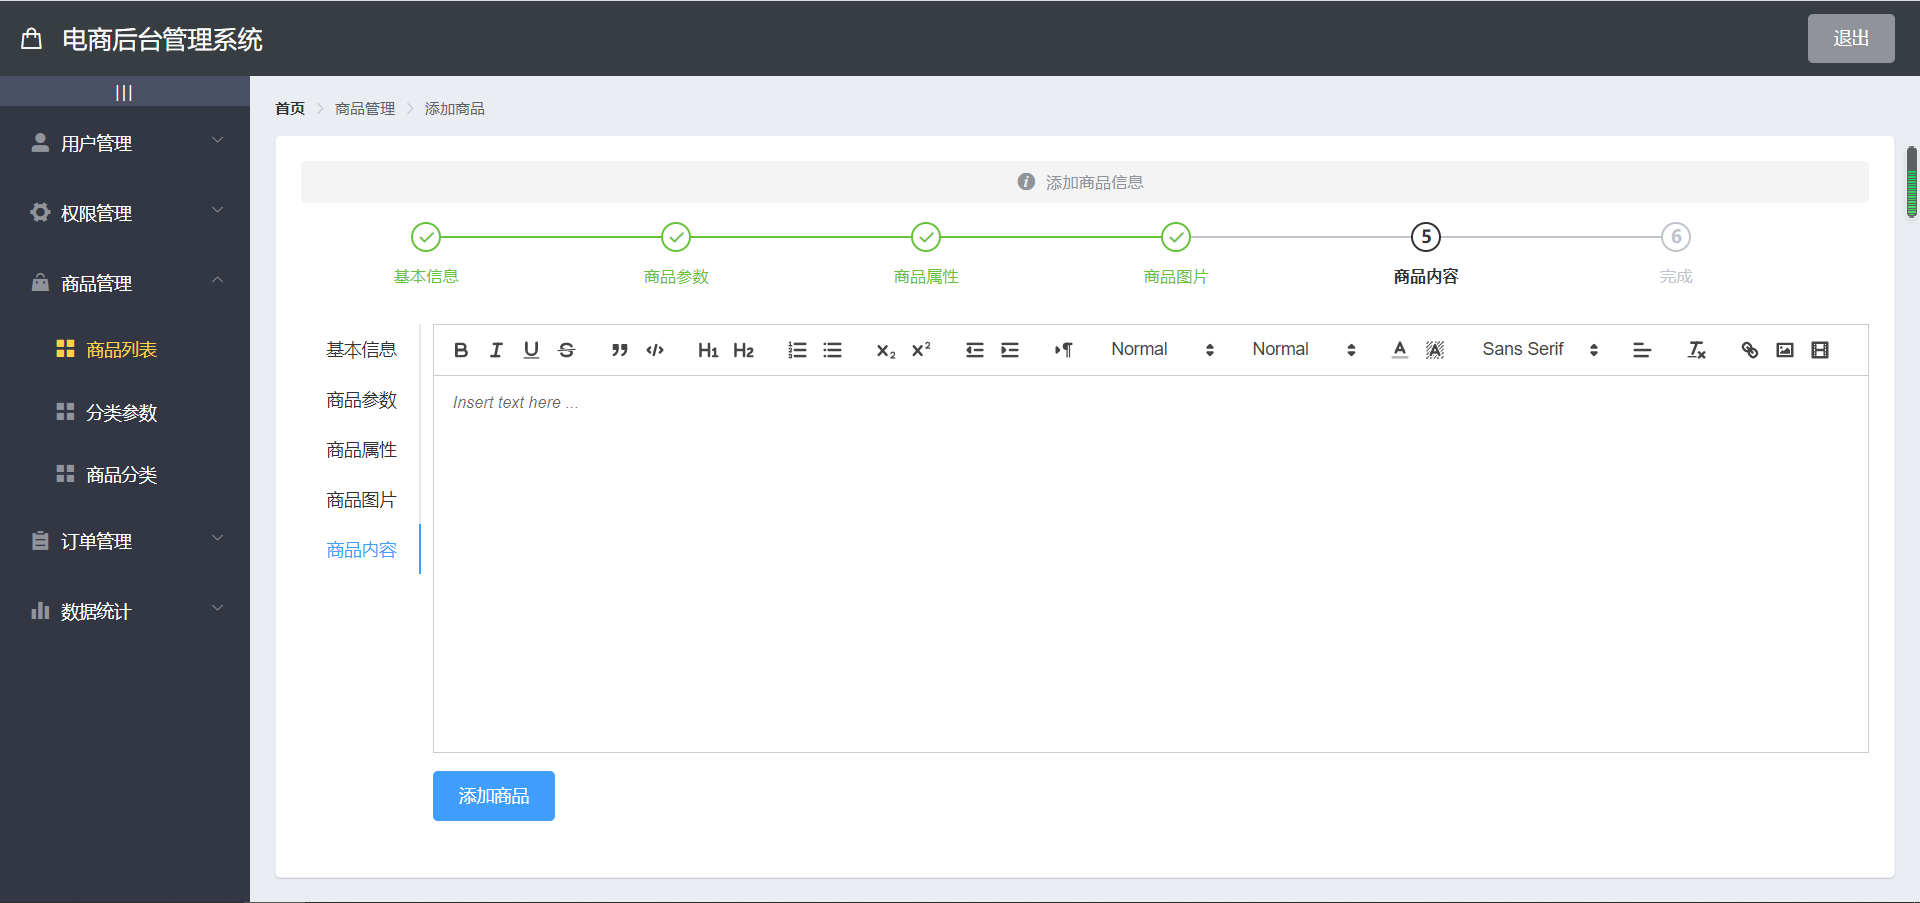 电商后台管理系统
退出
|||
用户管理
权限管理
商品管理
商品列表
分类参数
商品分类
订单管理
数据统计
首页 > 商品管理 > 添加商品
添加商品信息
5 6
基本信息 商品参数 商品属性 商品图片 商品内容 完成
基本信息
商品参数
商品属性
商品图片
商品内容
B I U S H1 H2 X2 X2 Normal Normal A A Sans Serif Tx
Insert text here ...
添加商品